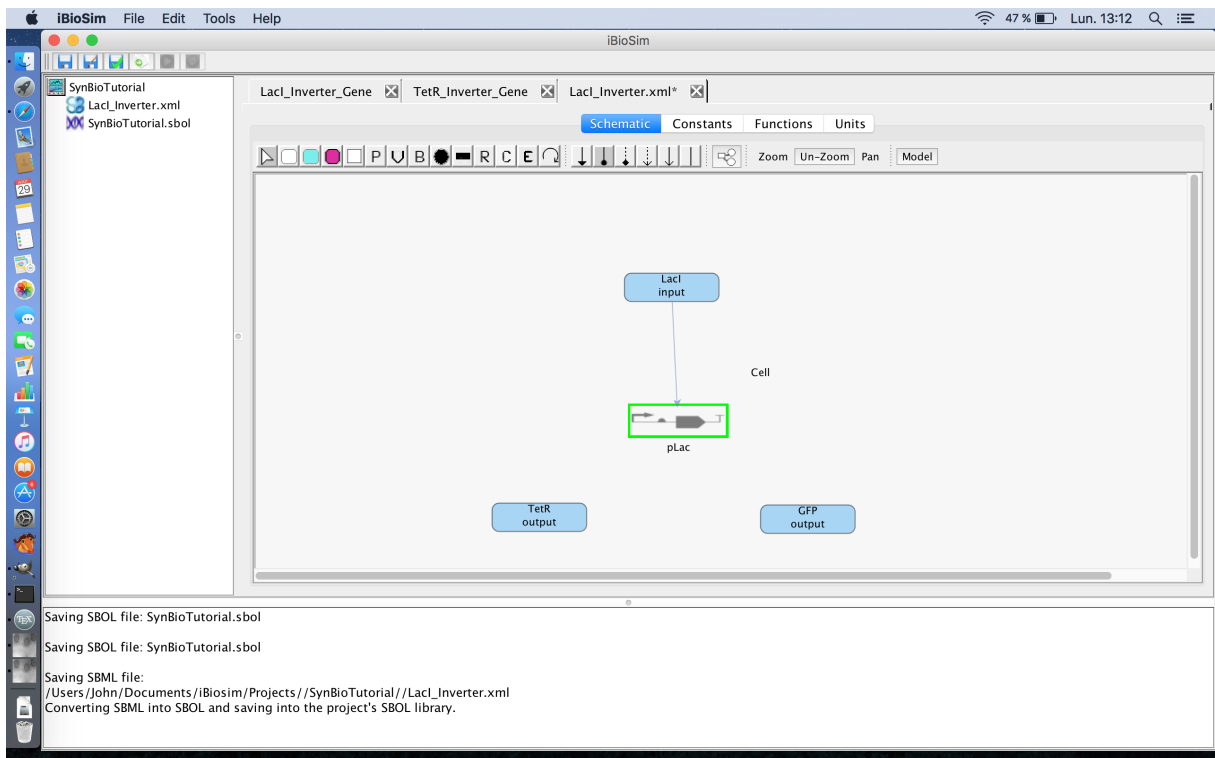 iBioSim File Edit Tools Help 47 % Lun. 13:12
iBioSim
SynBioTutorial
LacI_Inverter.xml
SynBioTutorial.sbol
LacI_Inverter_Gene TetR_Inverter_Gene LacI_Inverter.xml*
Schematic Constants Functions Units
P V B R C E Zoom Un-Zoom Pan Model
LacI
input
Cell
pLac
TetR
output
GFP
output
29
TEX
Saving SBOL file: SynBioTutorial.sbol
Saving SBOL file: SynBioTutorial.sbol
Saving SBML file:
/Users/John/Documents/iBiosim/Projects//SynBioTutorial//LacI_Inverter.xml
Converting SBML into SBOL and saving into the project's SBOL library.